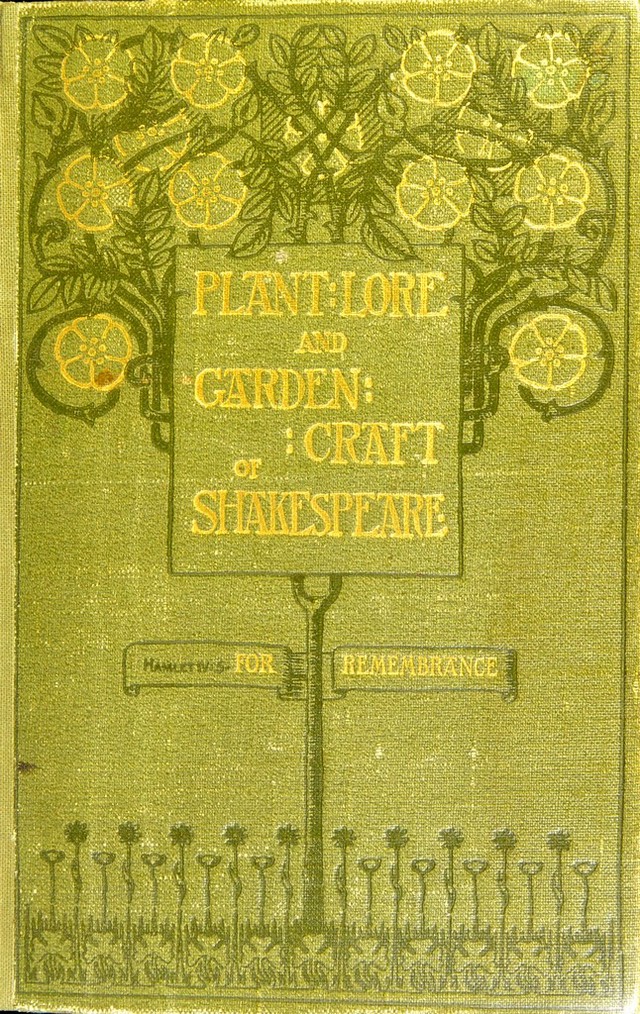 PLANT:LORE
AND
GARDEN:
:CRAFT
OF
SHAKESPEARE
HAMLET IV:5 FOR REMEMBRANCE